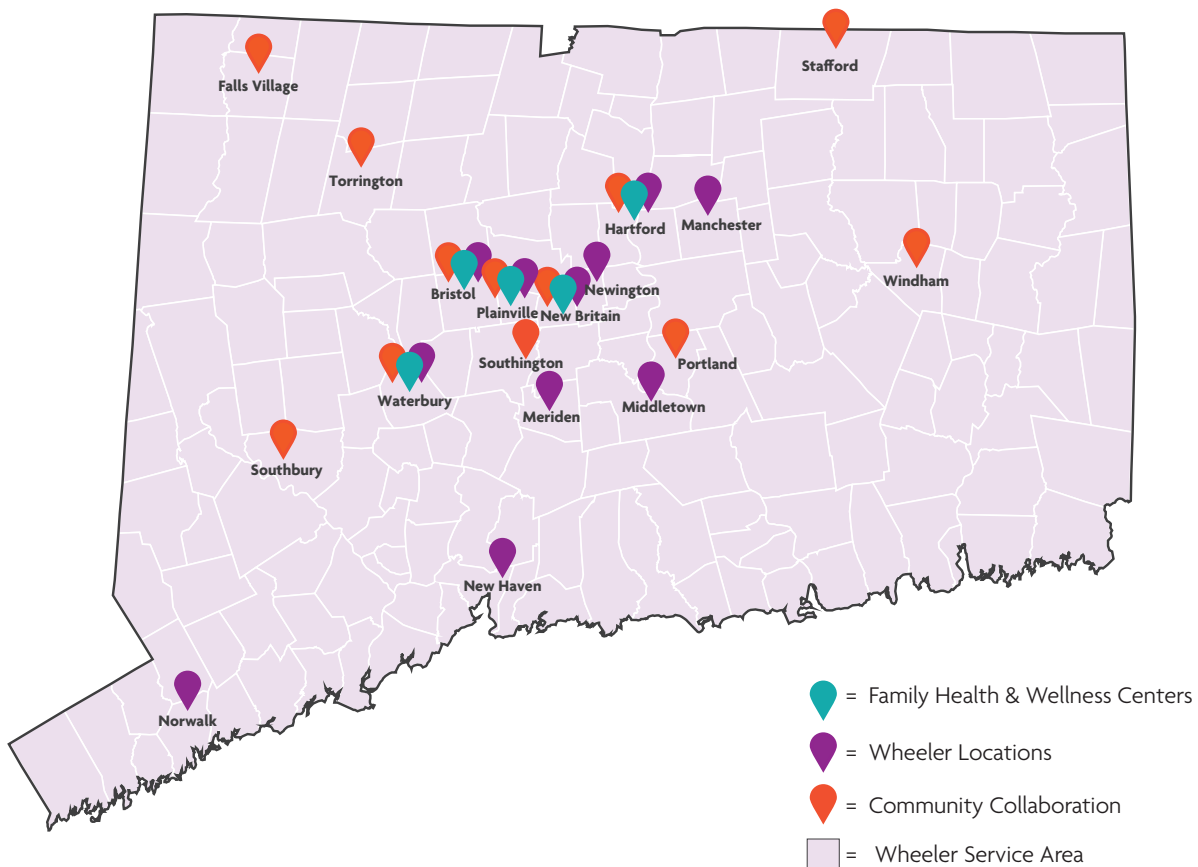 Stafford
Falls Village
Torrington
Hartford
Manchester
Windham
Bristol
Newington
Plainville
New Britain
Southington
Portland
Waterbury
Meriden
Middletown
Southbury
New Haven
Norwalk
= Family Health & Wellness Centers
= Wheeler Locations
= Community Collaboration
= Wheeler Service Area